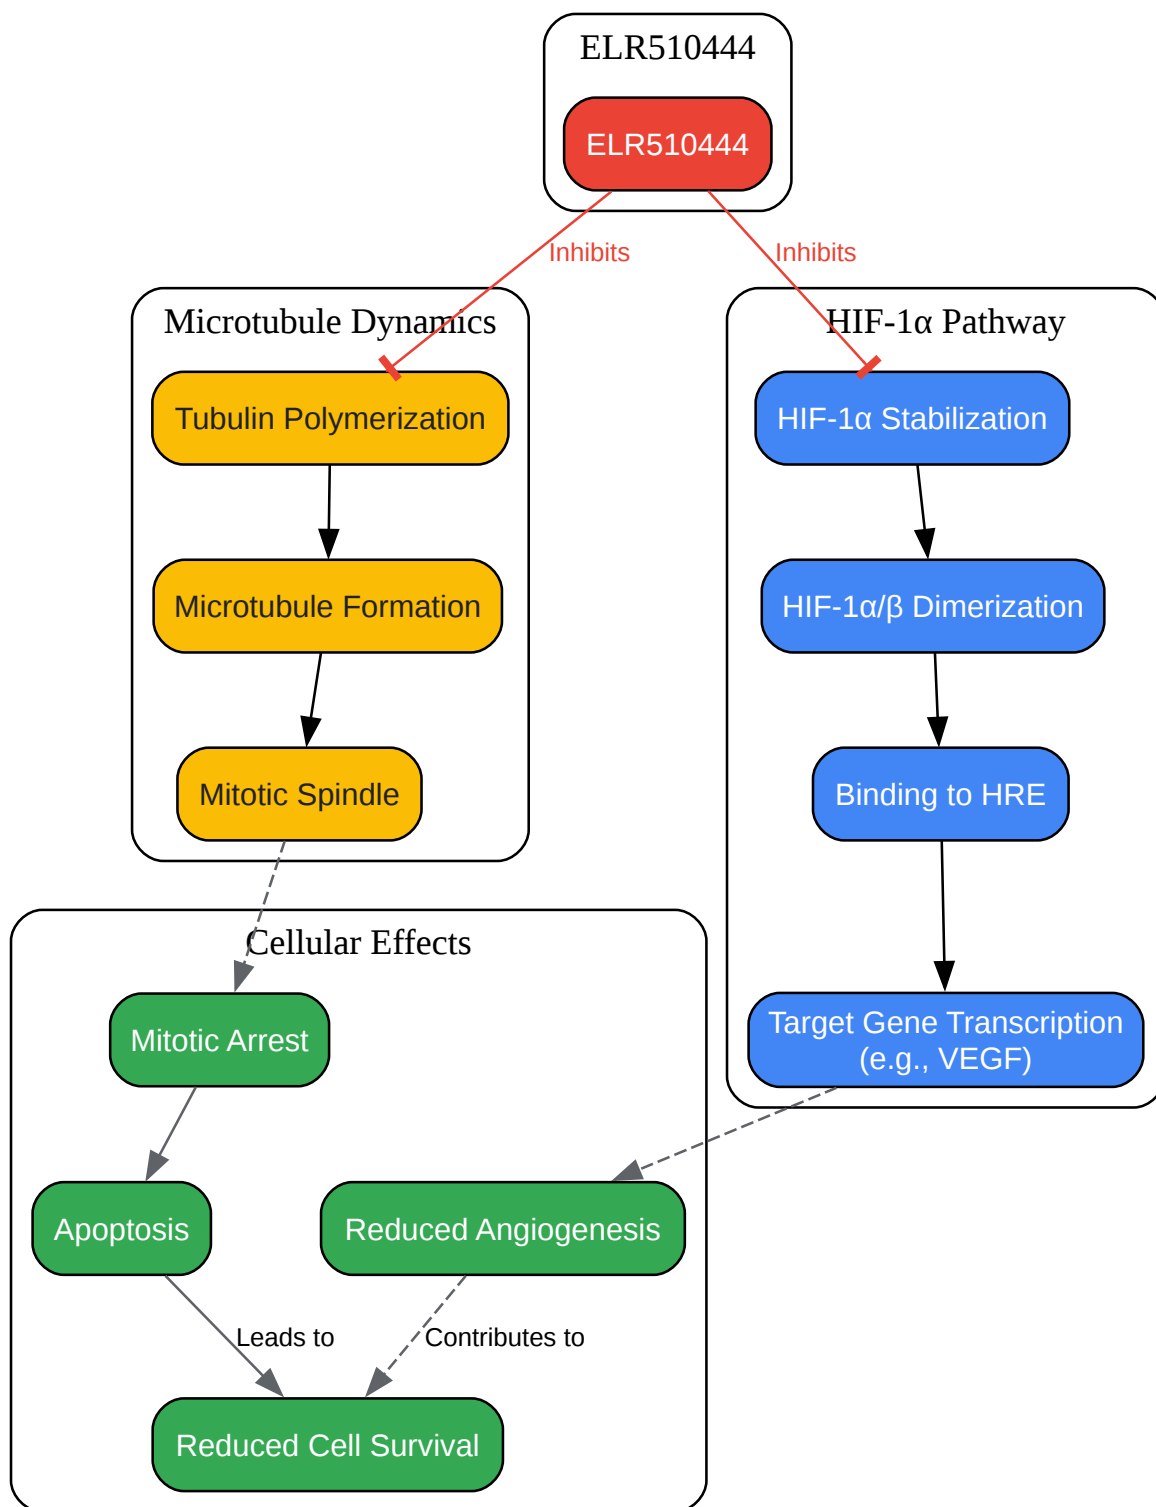 ELR510444
ELR510444
Inhibits
Inhibits
Microtubule Dynamics
Tubulin Polymerization
Microtubule Formation
Mitotic Spindle
HIF-1α Pathway
HIF-1α Stabilization
HIF-1α/β Dimerization
Binding to HRE
Target Gene Transcription
(e.g., VEGF)
Cellular Effects
Mitotic Arrest
Apoptosis
Reduced Angiogenesis
Leads to
Contributes to
Reduced Cell Survival